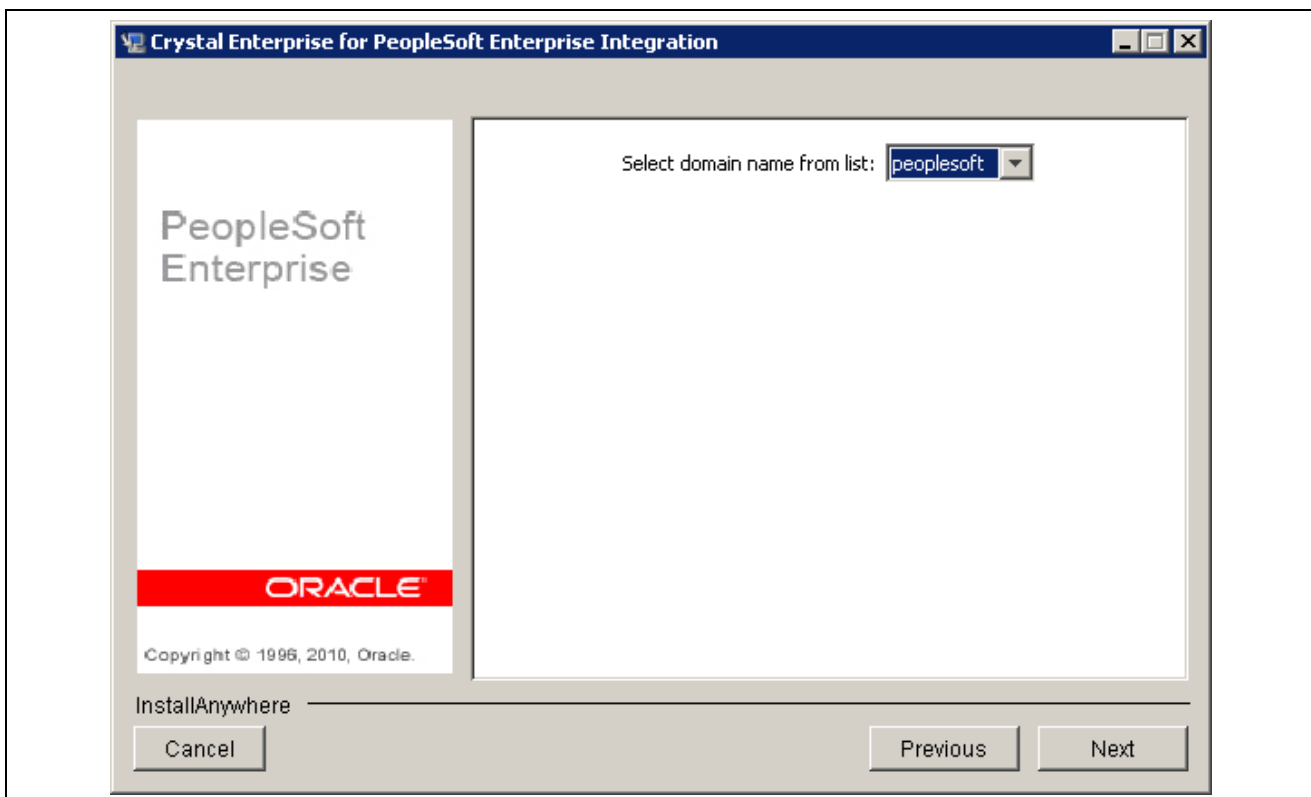 Crystal Enterprise for PeopleSoft Enterprise Integration
Select domain name from list: peoplesoft
PeopleSoft
Enterprise
ORACLE
Copyright © 1996, 2010, Oracle.
InstallAnywhere
Cancel Previous Next